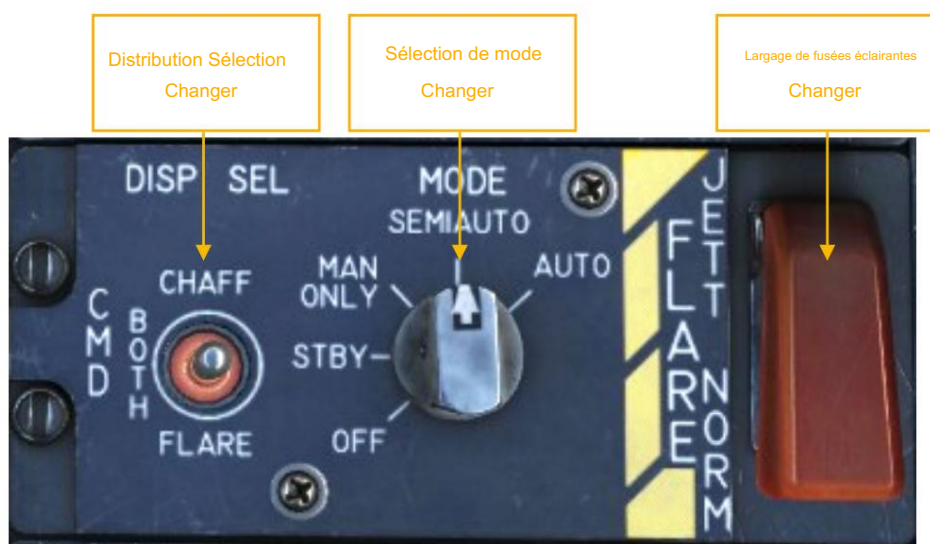 Distribution Sélection
Changer
Sélection de mode
Changer
Largage de fusées éclairantes
Changer
DISP SEL
CHAFF
CMD
BOTH
FLARE
MODE
SEMIAUTO
MAN
ONLY
AUTO
STBY
OFF
FLARE
JETT NORM